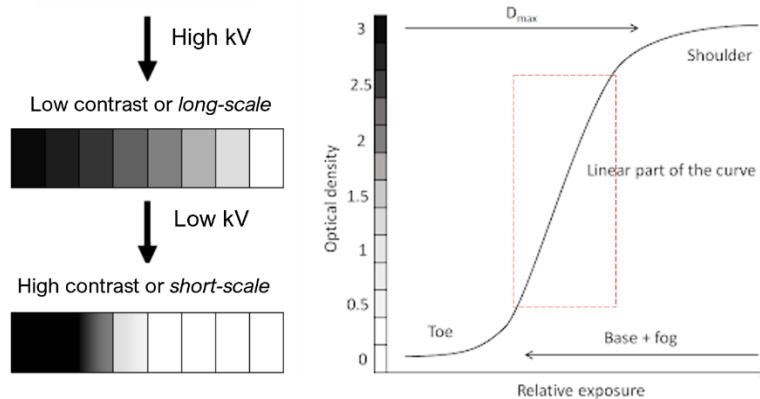 High kV
Low contrast or long-scale
Low kV
High contrast or short-scale
D_max
Shoulder
Linear part of the curve
Toe
Base + fog
Optical density
3
2.5
2
1.5
1
0.5
0
Relative exposure